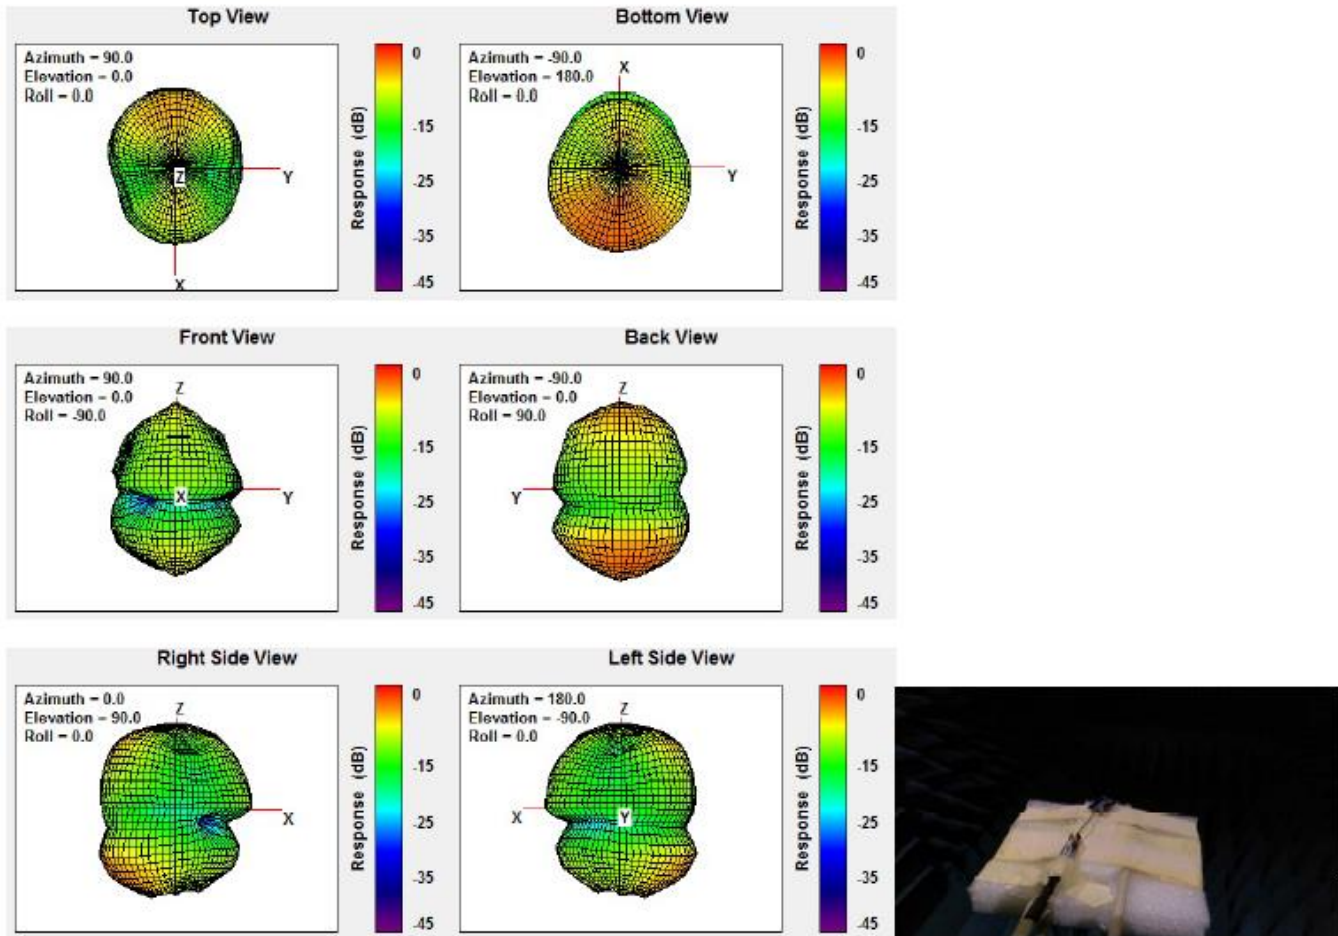 Top View
Azimuth = 90.0
Elevation = 0.0
Roll = 0.0
Z
Y
X
0
-15
-25
-35
-45
Response (dB)
Bottom View
Azimuth = -90.0
Elevation = 180.0
Roll = 0.0
X
Y
0
-15
-25
-35
-45
Response (dB)
Front View
Azimuth = 90.0
Elevation = 0.0
Roll = -90.0
Z
X
Y
0
-15
-25
-35
-45
Response (dB)
Back View
Azimuth = -90.0
Elevation = 0.0
Roll = 90.0
Z
Y
0
-15
-25
-35
-45
Response (dB)
Right Side View
Azimuth = 0.0
Elevation = 90.0
Roll = 0.0
Z
X
0
-15
-25
-35
-45
Response (dB)
Left Side View
Azimuth = 180.0
Elevation = -90.0
Roll = 0.0
Z
X
Y
0
-15
-25
-35
-45
Response (dB)